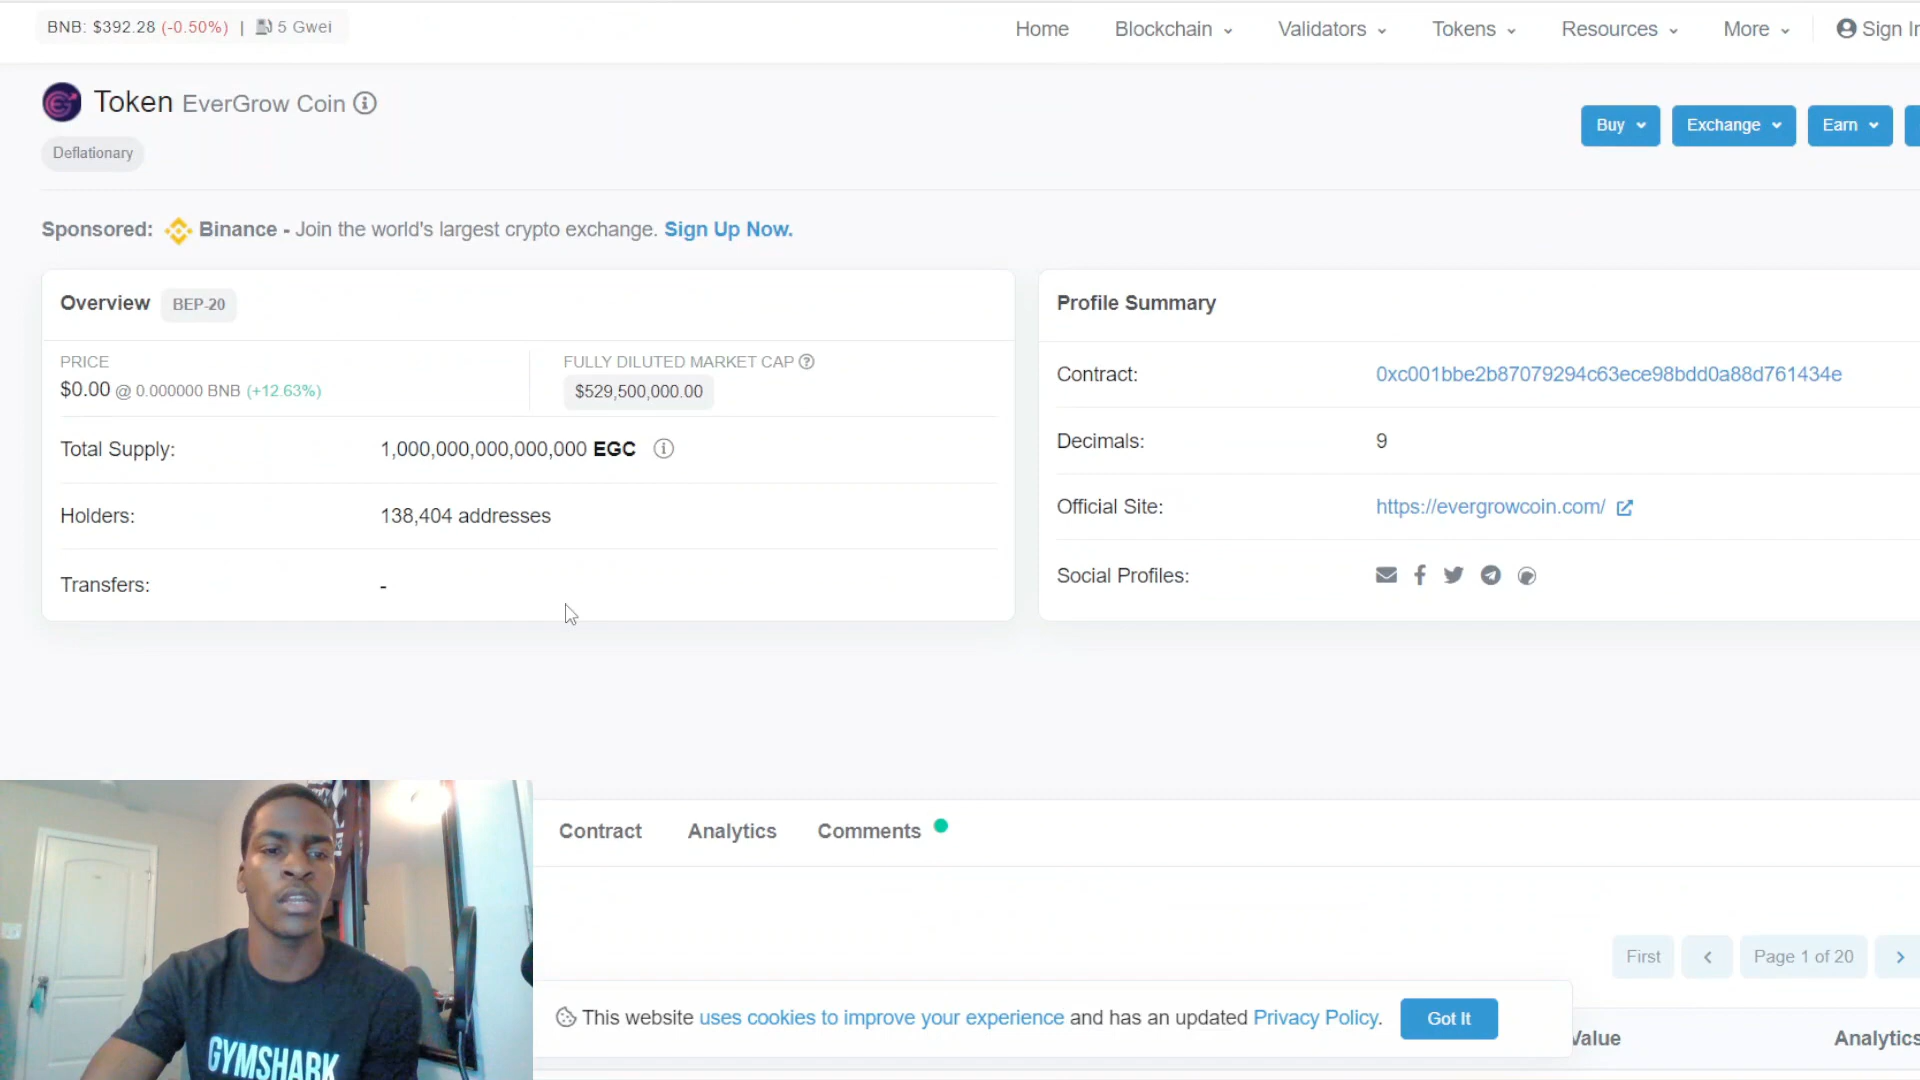 BNB: $392.28 (-0.50%) | 5 Gwei
Home Blockchain Validators Tokens Resources More Sign In
Token EverGrow Coin
Deflationary
Buy Exchange Earn
Sponsored: Binance - Join the world's largest crypto exchange. Sign Up Now.
Overview BEP-20
PRICE
$0.00 @ 0.000000 BNB (+12.63%)
FULLY DILUTED MARKET CAP
$529,500,000.00
Total Supply: 1,000,000,000,000,000 EGC
Holders: 138,404 addresses
Transfers: -
Profile Summary
Contract: 0xc001bbe2b87079294c63ece98bdd0a88d761434e
Decimals: 9
Official Site: https://evergrowcoin.com/
Social Profiles:
Contract Analytics Comments
First < Page 1 of 20 >
This website uses cookies to improve your experience and has an updated Privacy Policy. Got It
Value Analytics
GYMSHARK